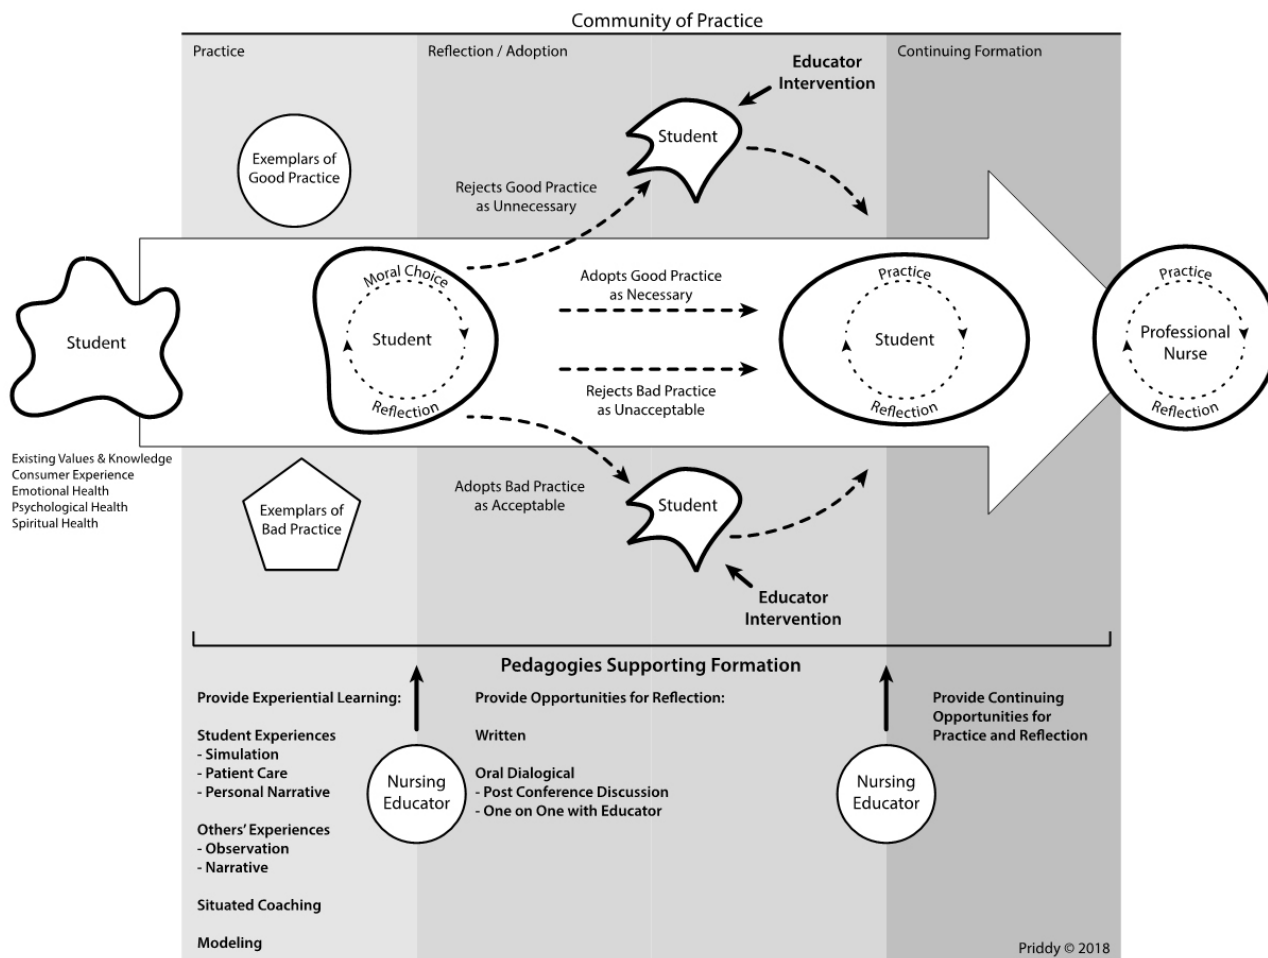 Community of Practice
Practice
Reflection / Adoption
Continuing Formation
Educator
Intervention
Student
Exemplars of
Good Practice
Rejects Good Practice
as Unnecessary
Student
Moral Choice
Student
Reflection
Adopts Good Practice
as Necessary
Rejects Bad Practice
as Unacceptable
Practice
Student
Reflection
Practice
Professional
Nurse
Reflection
Existing Values & Knowledge
Consumer Experience
Emotional Health
Psychological Health
Spiritual Health
Exemplars of
Bad Practice
Adopts Bad Practice
as Acceptable
Student
Educator
Intervention
Pedagogies Supporting Formation
Provide Experiential Learning:
Student Experiences
- Simulation
- Patient Care
- Personal Narrative
Others' Experiences
- Observation
- Narrative
Situated Coaching
Modeling
Nursing
Educator
Provide Opportunities for Reflection:
Written
Oral Dialogical
- Post Conference Discussion
- One on One with Educator
Nursing
Educator
Provide Continuing
Opportunities for
Practice and Reflection
Priddy © 2018